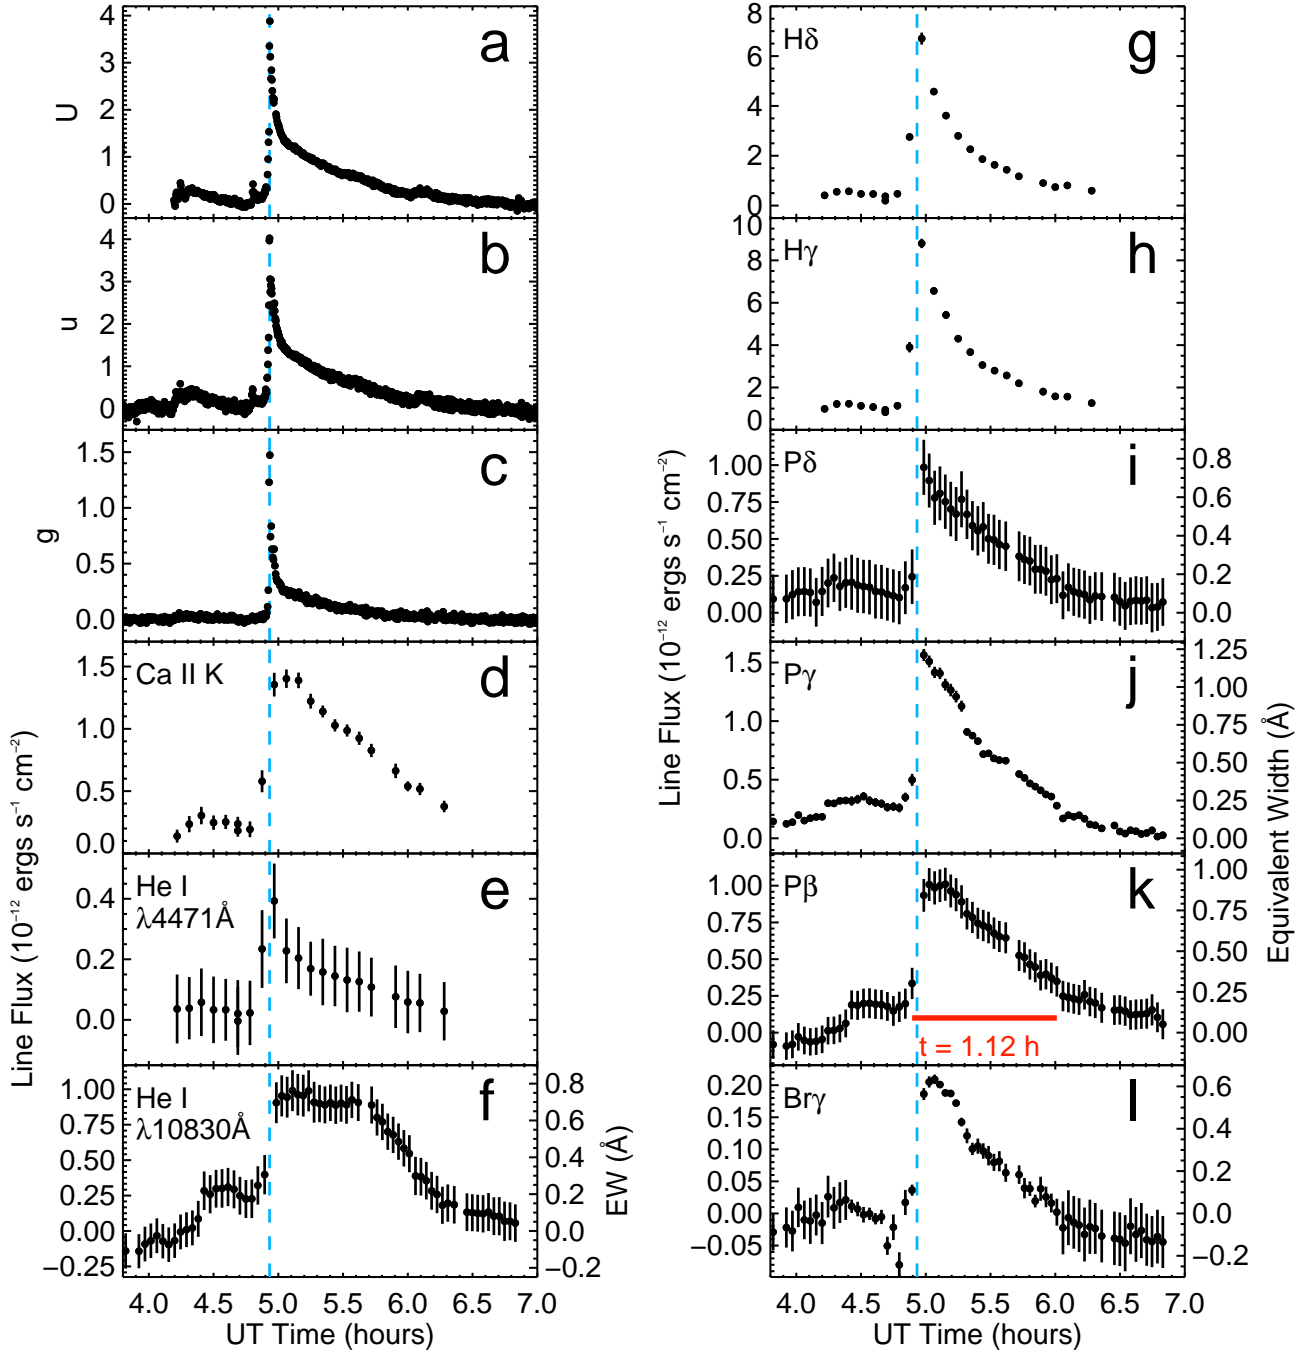 4
3
2
1
0
U
a
4
3
2
1
0
u
b
1.5
1.0
0.5
0.0
g
c
Ca II K
d
1.5
1.0
0.5
0.0
He I
λ4471Å
e
0.4
0.2
0.0
He I
λ10830Å
f
1.00
0.75
0.50
0.25
0.00
−0.25
0.8
0.6
0.4
0.2
0.0
−0.2
EW (Å)
Line Flux (10⁻¹² ergs s⁻¹ cm⁻²)
4.0 4.5 5.0 5.5 6.0 6.5 7.0
UT Time (hours)
Hδ
g
8
6
4
2
0
Hγ
h
10
8
6
4
2
0
Pδ
i
1.00
0.75
0.50
0.25
0.00
0.8
0.6
0.4
0.2
0.0
Pγ
j
1.5
1.0
0.5
0.0
1.25
1.00
0.75
0.50
0.25
0.00
Pβ
k
1.00
0.75
0.50
0.25
0.00
1.00
0.75
0.50
0.25
0.00
t = 1.12 h
Brγ
l
0.20
0.15
0.10
0.05
0.00
−0.05
0.6
0.4
0.6
0.0
−0.2
Line Flux (10⁻¹² ergs s⁻¹ cm⁻²)
Equivalent Width (Å)
4.0 4.5 5.0 5.5 6.0 6.5 7.0
UT Time (hours)